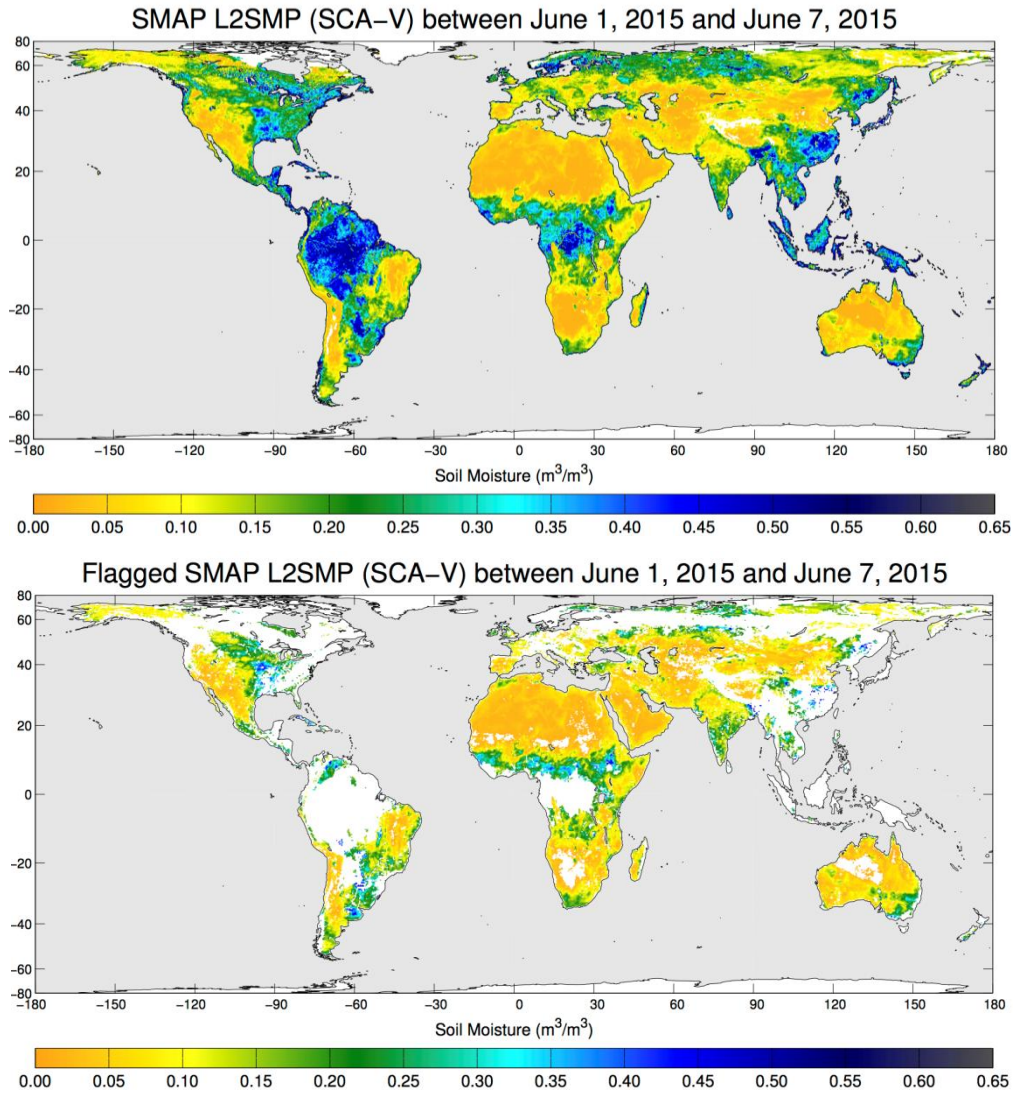 SMAP L2SMP (SCA−V) between June 1, 2015 and June 7, 2015
80
60
40
20
0
−20
−40
−60
−80
−180 −150 −120 −90 −60 −30 0 30 60 90 120 150 180
Soil Moisture (m³/m³)
0.00 0.05 0.10 0.15 0.20 0.25 0.30 0.35 0.40 0.45 0.50 0.55 0.60 0.65
Flagged SMAP L2SMP (SCA−V) between June 1, 2015 and June 7, 2015
80
60
40
20
0
−20
−40
−60
−80
−180 −150 −120 −90 −60 −30 0 30 60 90 120 150 180
Soil Moisture (m³/m³)
0.00 0.05 0.10 0.15 0.20 0.25 0.30 0.35 0.40 0.45 0.50 0.55 0.60 0.65